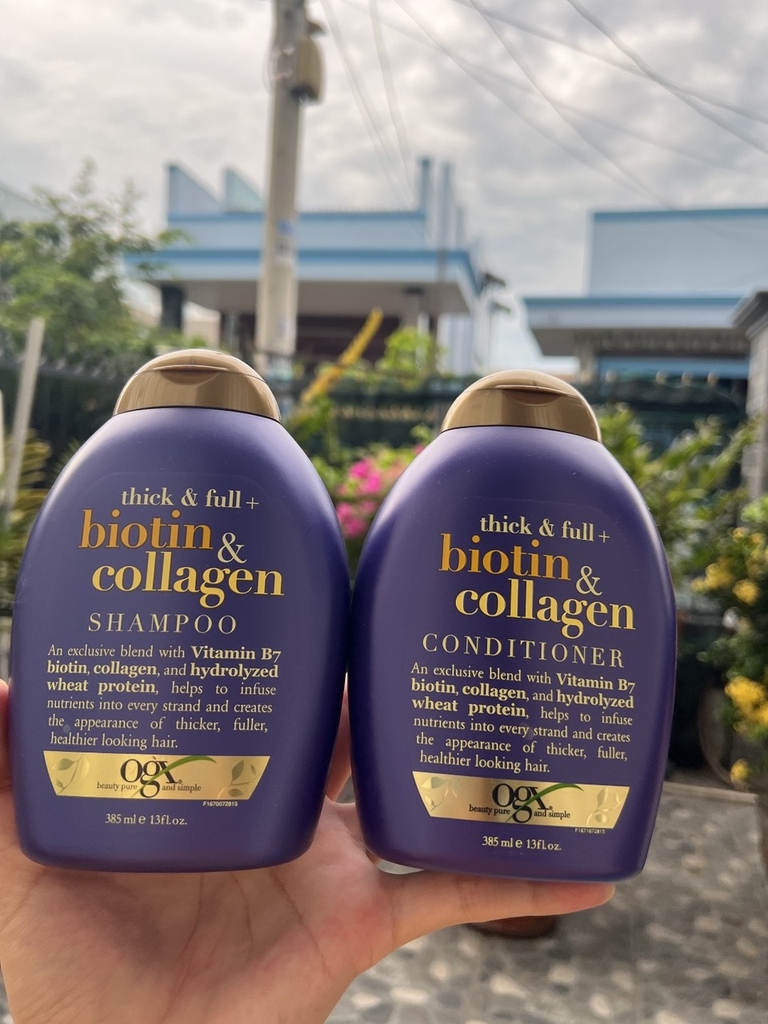 thick & full +
biotin &
collagen
SHAMPOO
An exclusive blend with Vitamin B7
biotin, collagen, and hydrolyzed
wheat protein, helps to infuse
nutrients into every strand and creates
the appearance of thicker, fuller,
healthier looking hair.
ogx®
beauty pure and simple
F1670072815
385 ml e 13fl.oz.
thick & full +
biotin &
collagen
CONDITIONER
An exclusive blend with Vitamin B7
biotin, collagen, and hydrolyzed
wheat protein, helps to infuse
nutrients into every strand and creates
the appearance of thicker, fuller,
healthier looking hair.
ogx®
beauty pure and simple
385 ml e 13fl.oz.